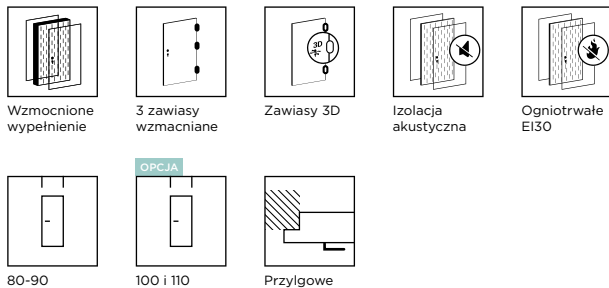 3D
Wzmocnione
wypełnienie
3 zawiasy
wzmacniane
Zawiasy 3D
Izolacja
akustyczna
Ogniotrwałe
EI30
OPCJA
80-90
100 i 110
Przylgowe